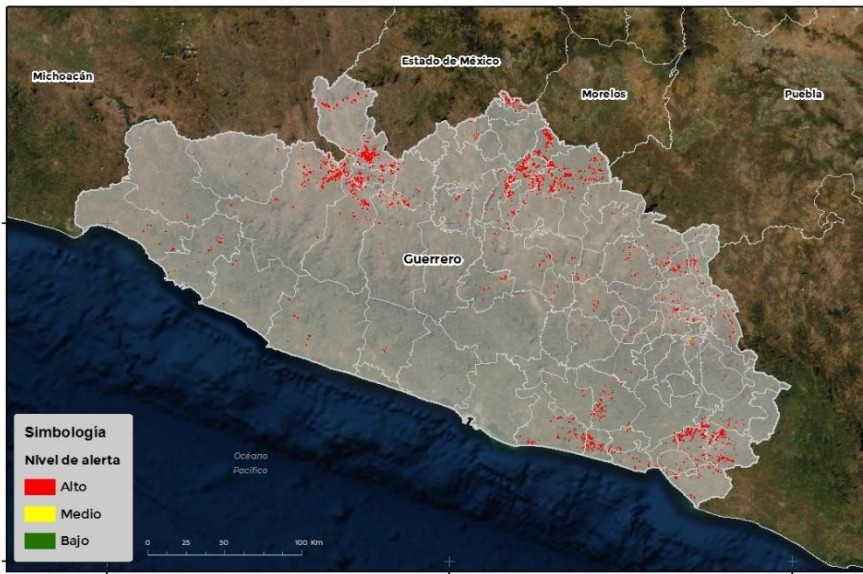 Estado de México
Michoacán
Morelos
Puebla
Guerrero
Simbología
Nivel de alerta
Alto
Medio
Bajo
Océano
Pacífico
0 25 50 100 Km